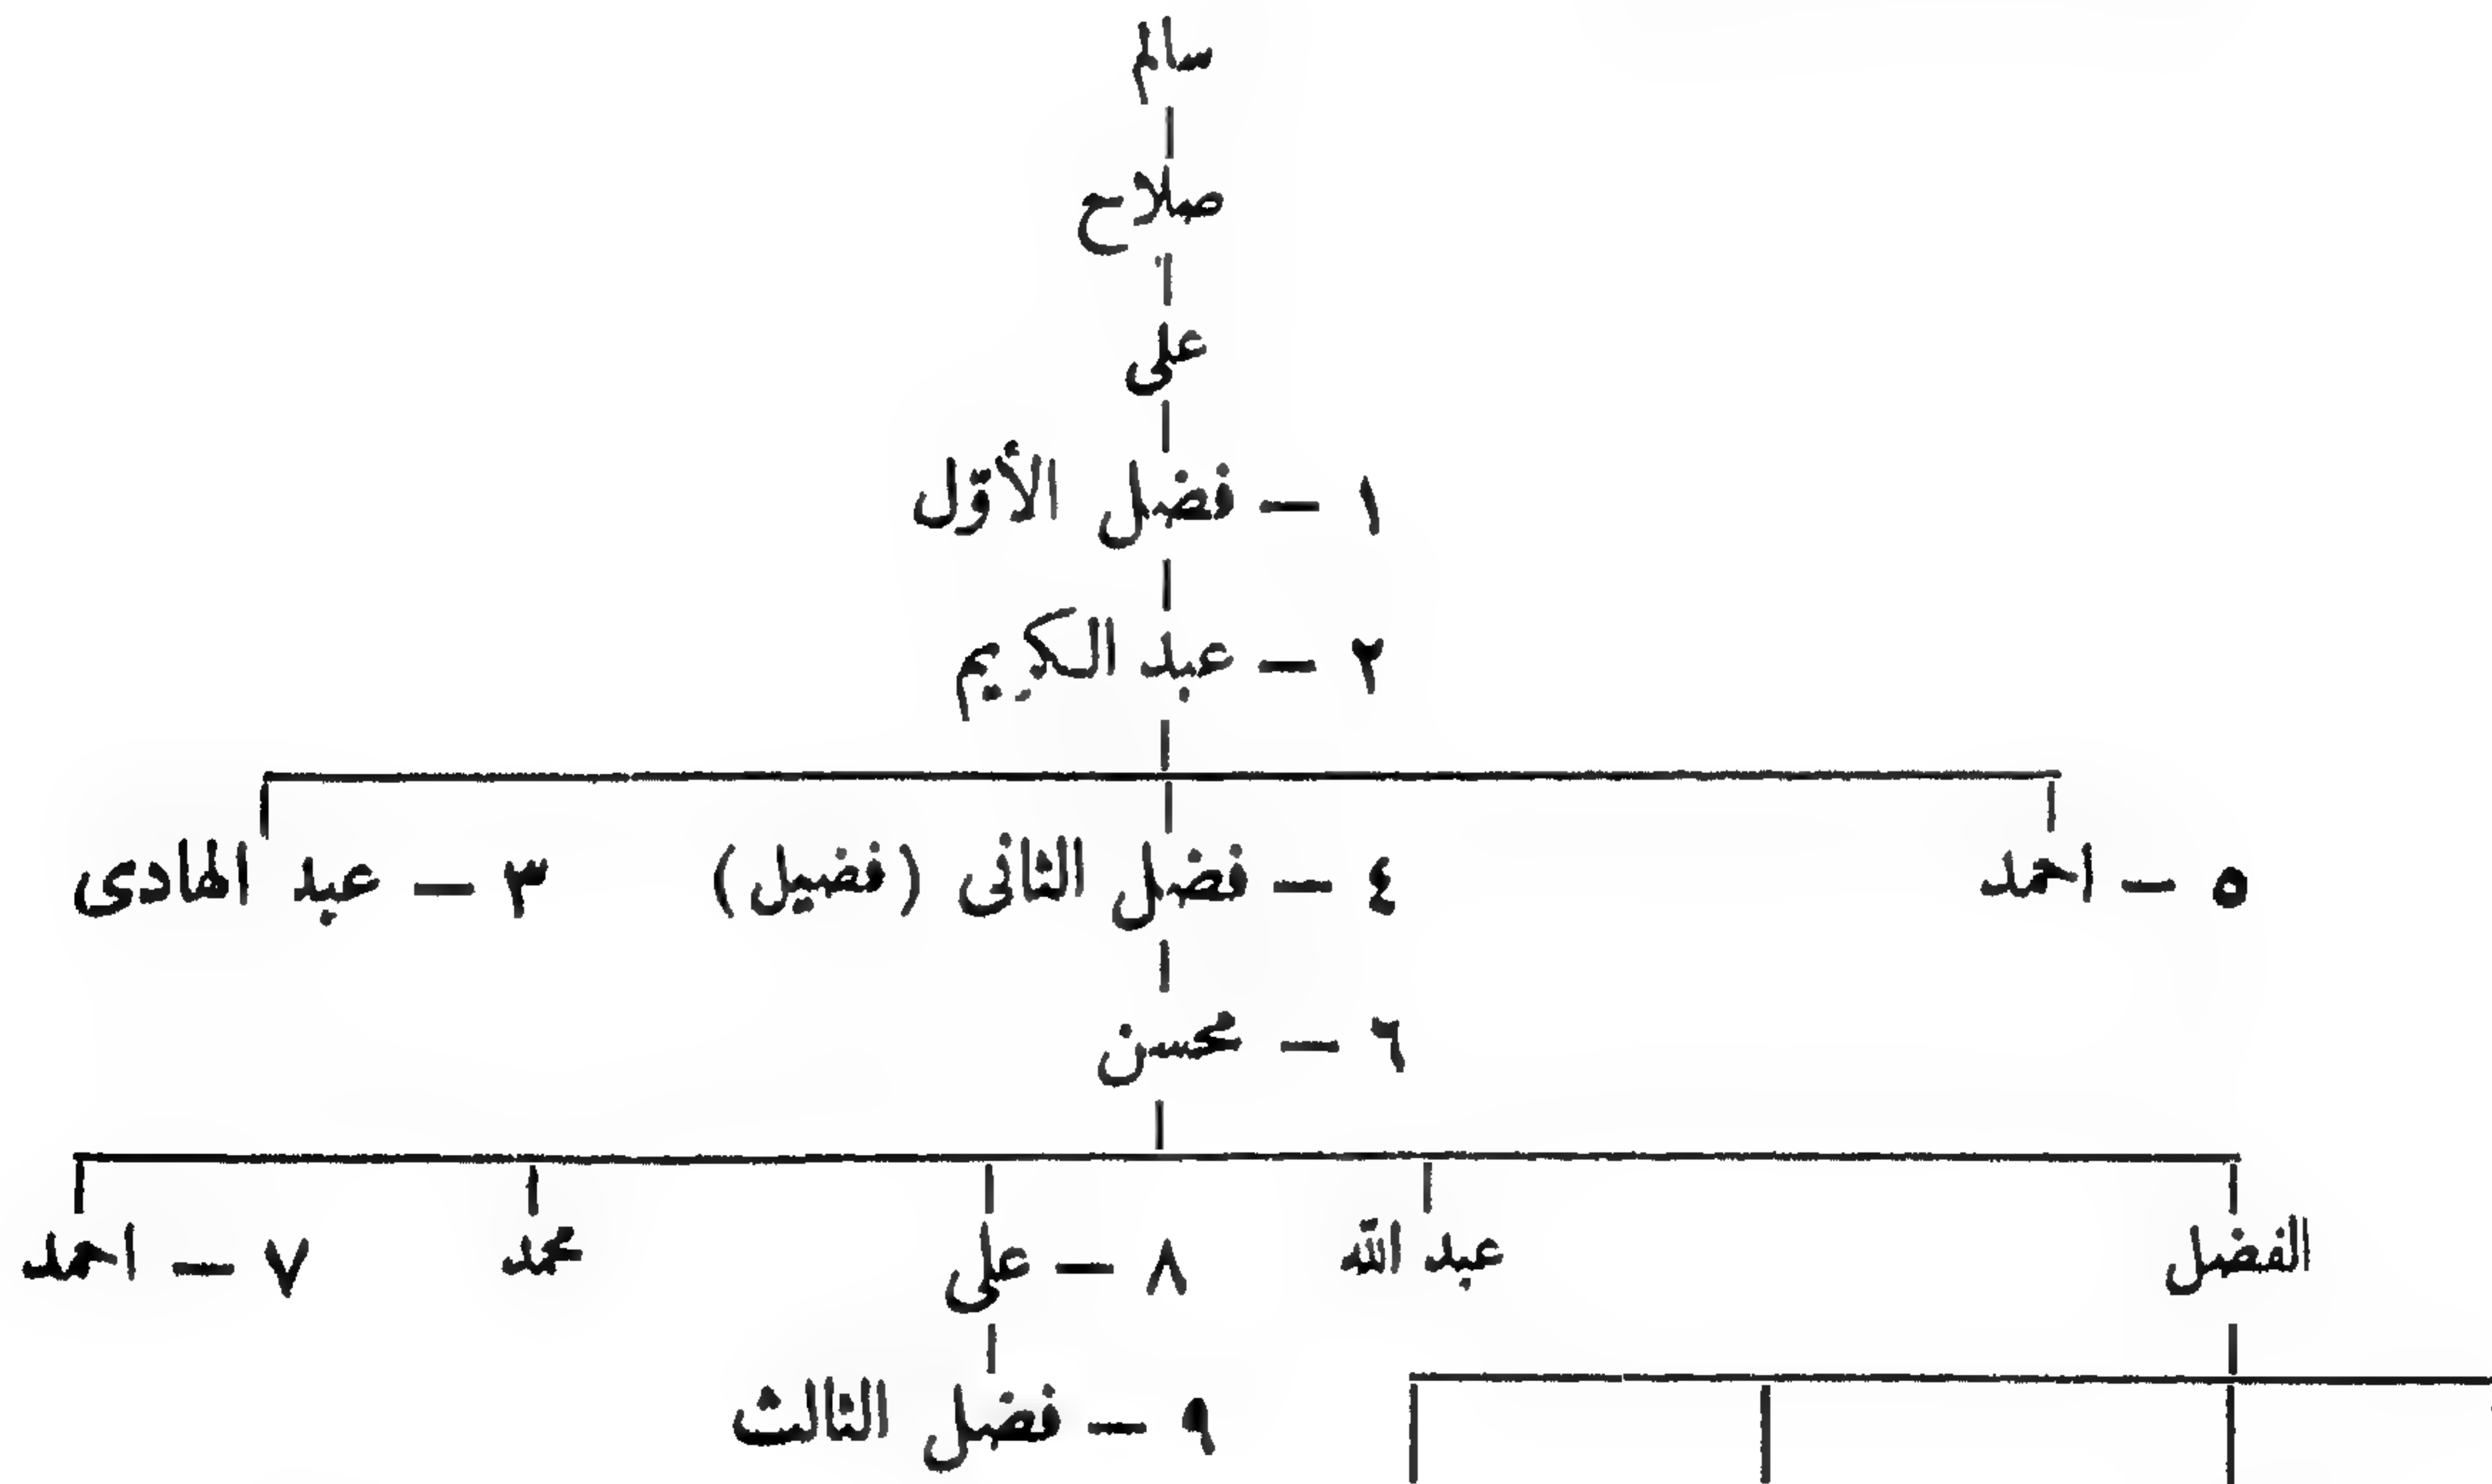 سالم
صلاح
على
١ — فضل الأوّل
٢ — عبد الكريم
٥ — احمد
٤ — فضل الثانى (فضيل)
٣ — عبد الهادى
٦ — محسن
الفضل
عبد الله
٨ — على
محمد
٧ — احمد
٩ — فضل الثالث